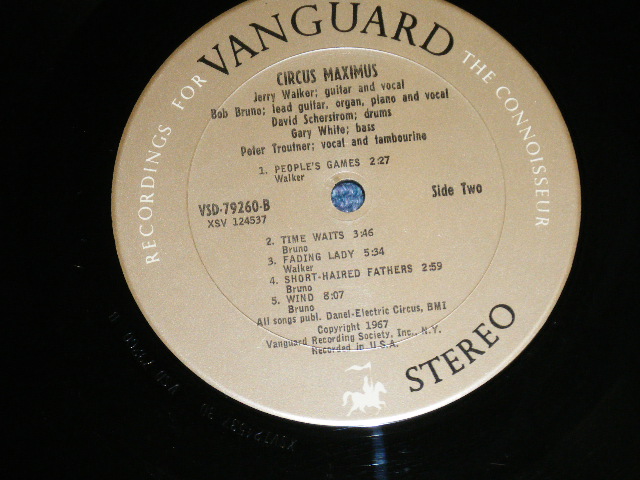 RECORDINGS FOR VANGUARD THE CONNOISSEUR
CIRCUS MAXIMUS
Jerry Walker; guitar and vocal
Bob Bruno; lead guitar, organ, piano and vocal
David Scherstrom; drums
Gary White; bass
Peter Troutner; vocal and tambourine
1. PEOPLE'S GAMES 2:27
Walker
VSD-79260-B
XSV 124537
Side Two
2. TIME WAITS 3:46
Bruno
3. FADING LADY 5:34
Walker
4. SHORT-HAIRED FATHERS 2:59
Bruno
5. WIND 8:07
Bruno
All songs publ. Danel-Electric Circus, BMI
Copyright 1967
Vanguard Recording Society, Inc., N.Y.
Recorded in U.S.A.
STEREO